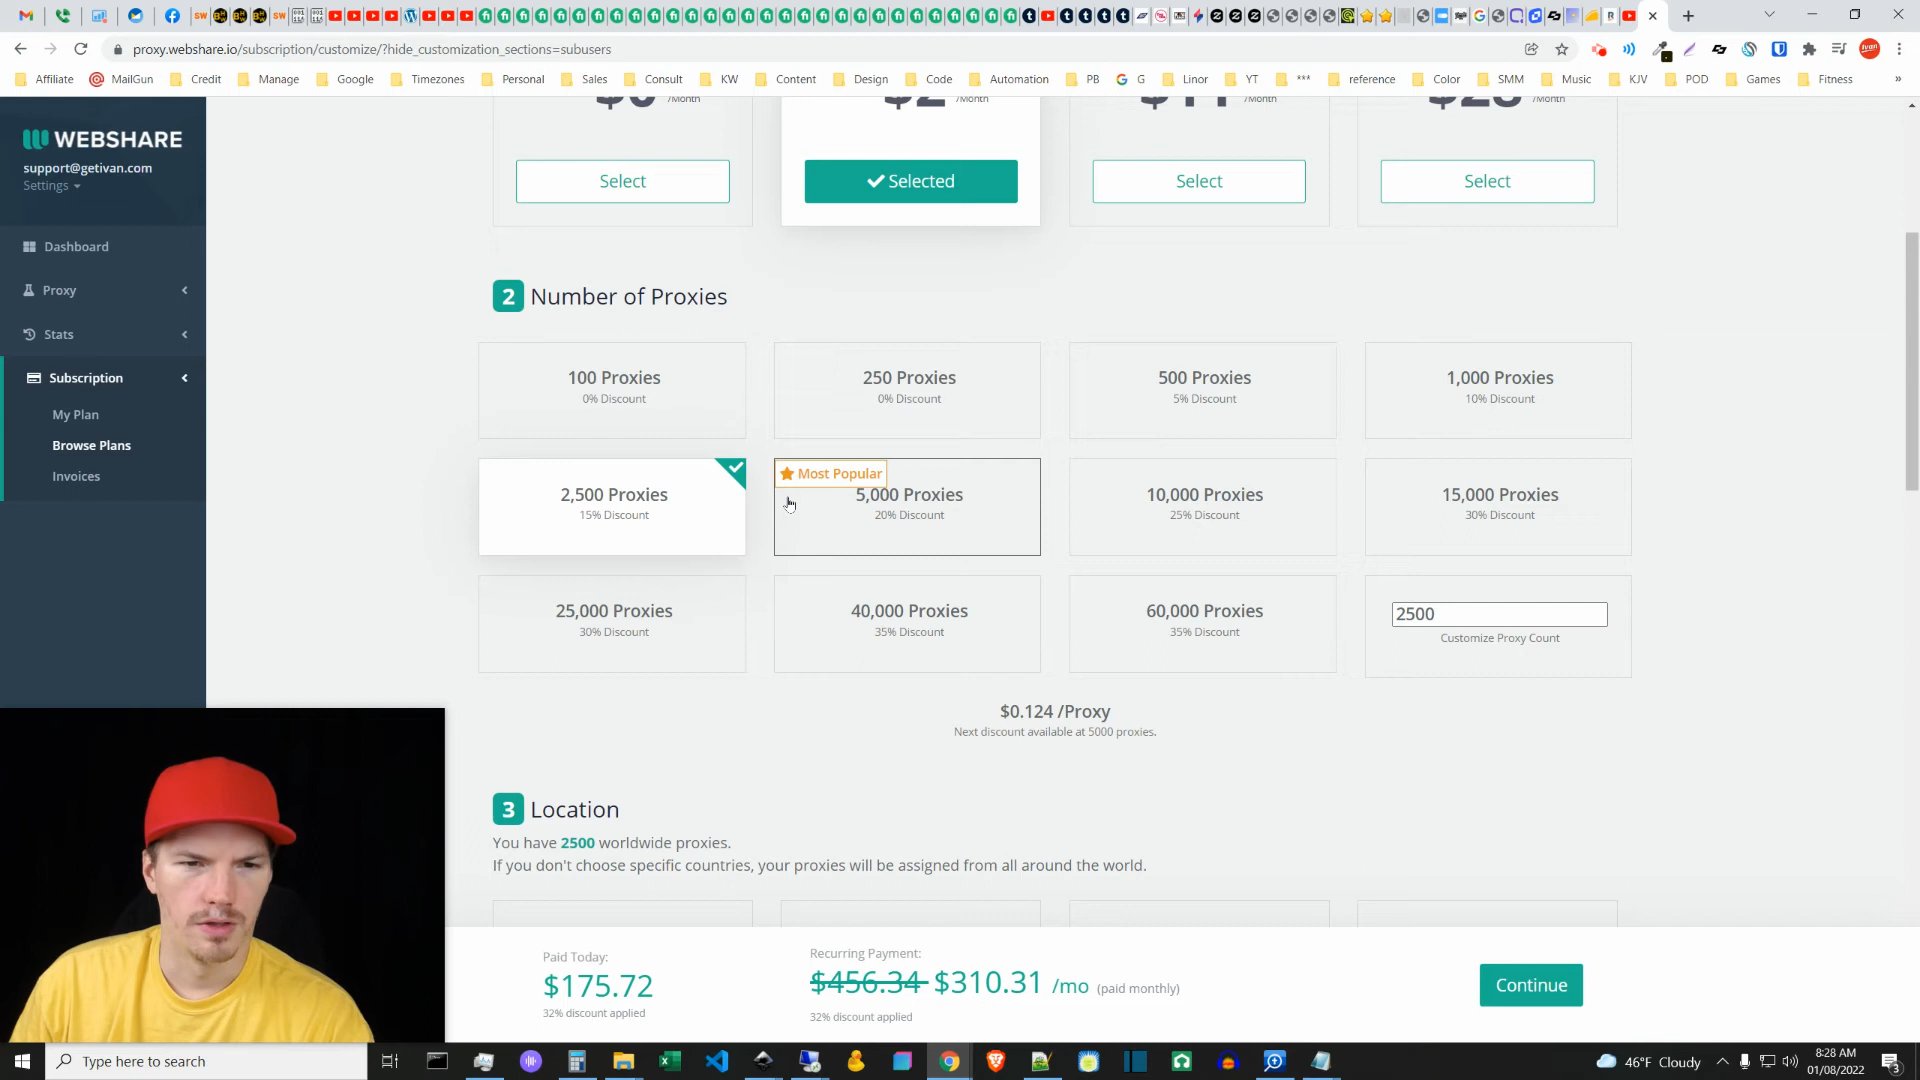 proxy.webshare.io/subscription/customize/?hide_customization_sections=subusers
Affiliate MailGun Credit Manage Google Timezones Personal Sales Consult KW Content Design Code Automation PB G Linor YT *** reference Color SMM Music KJV POD Games Fitness »
WEBSHARE
support@getivan.com
Settings
Dashboard
Proxy
Stats
Subscription
My Plan
Browse Plans
Invoices
/Month /Month /Month /Month
Select Selected Select Select
2 Number of Proxies
100 Proxies 250 Proxies 500 Proxies 1,000 Proxies
0% Discount 0% Discount 5% Discount 10% Discount
Most Popular
2,500 Proxies 5,000 Proxies 10,000 Proxies 15,000 Proxies
15% Discount 20% Discount 25% Discount 30% Discount
25,000 Proxies 40,000 Proxies 60,000 Proxies 2500
30% Discount 35% Discount 35% Discount Customize Proxy Count
$0.124 /Proxy
Next discount available at 5000 proxies.
3 Location
You have 2500 worldwide proxies.
If you don't choose specific countries, your proxies will be assigned from all around the world.
Paid Today:
$175.72
32% discount applied
Recurring Payment:
$456.34 $310.31 /mo (paid monthly)
32% discount applied
Continue
Type here to search
46°F Cloudy
8:28 AM
01/08/2022
3